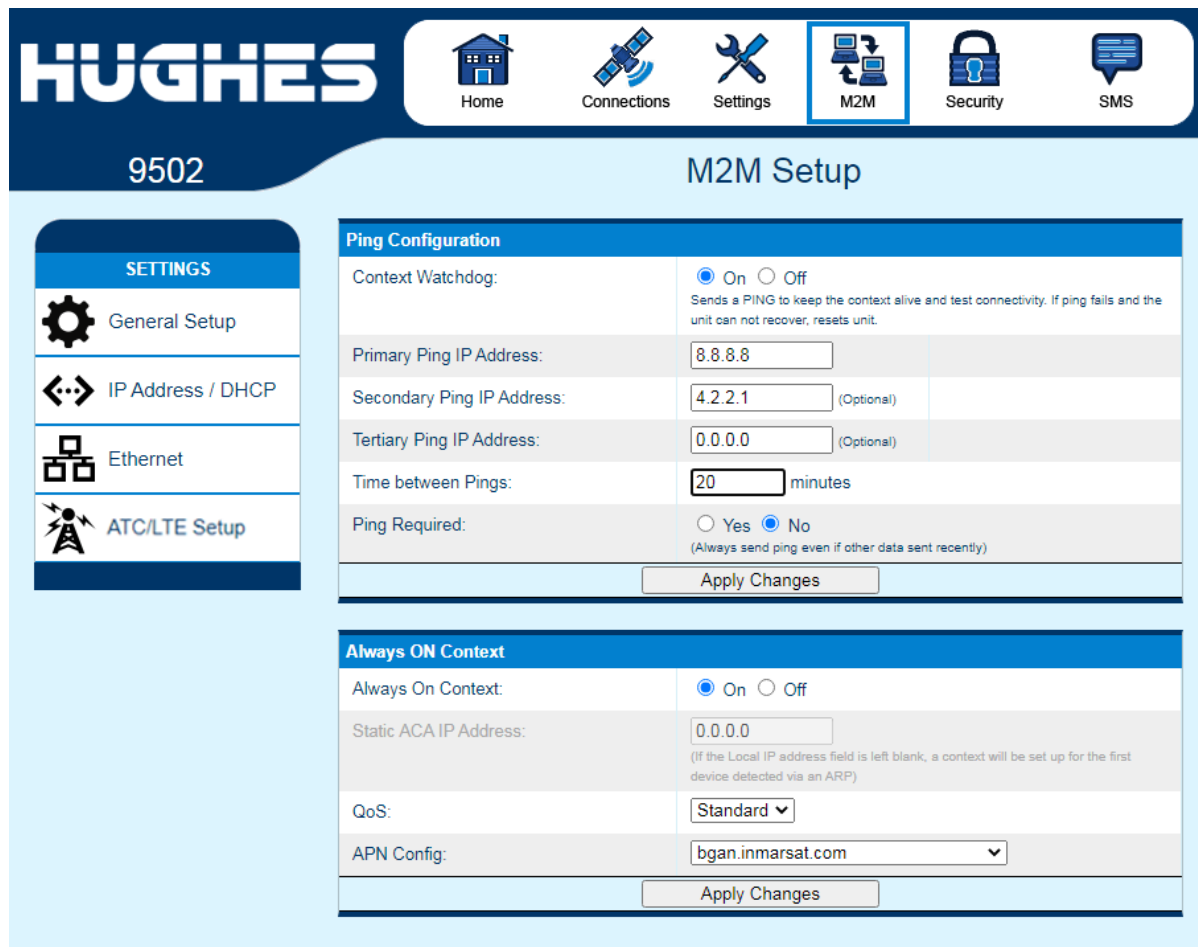 HUGHES
Home
Connections
Settings
M2M
Security
SMS
9502
M2M Setup
SETTINGS
General Setup
IP Address / DHCP
Ethernet
ATC/LTE Setup
Ping Configuration
Context Watchdog:
On Off
Sends a PING to keep the context alive and test connectivity. If ping fails and the
unit can not recover, resets unit.
Primary Ping IP Address:
8.8.8.8
Secondary Ping IP Address:
4.2.2.1 (Optional)
Tertiary Ping IP Address:
0.0.0.0 (Optional)
Time between Pings:
20 minutes
Ping Required:
Yes No
(Always send ping even if other data sent recently)
Apply Changes
Always ON Context
Always On Context:
On Off
Static ACA IP Address:
0.0.0.0
(If the Local IP address field is left blank, a context will be set up for the first
device detected via an ARP)
QoS:
Standard
APN Config:
bgan.inmarsat.com
Apply Changes